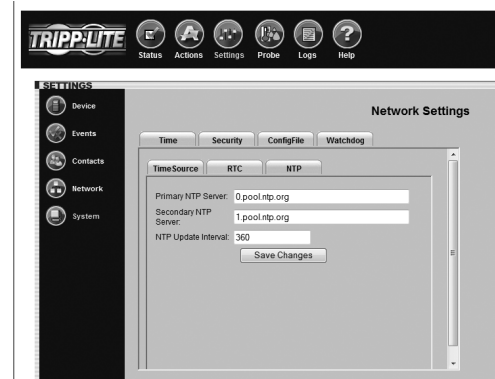 TRIPP·LITE
Status Actions Settings Probe Logs Help
SETTINGS
Device
Events
Contacts
Network
System
Network Settings
Time Security ConfigFile Watchdog
TimeSource RTC NTP
Primary NTP Server: 0.pool.ntp.org
Secondary NTP
Server: 1.pool.ntp.org
NTP Update Interval: 360
Save Changes